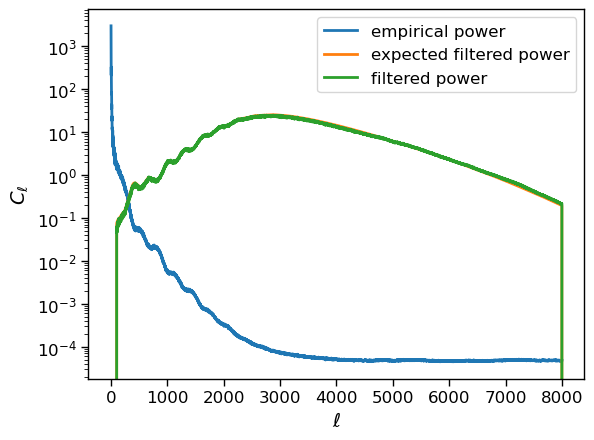 empirical power
expected filtered power
filtered power
10³
10²
10¹
10⁰
10⁻¹
10⁻²
10⁻³
10⁻⁴
C_ℓ
0 1000 2000 3000 4000 5000 6000 7000 8000
ℓ